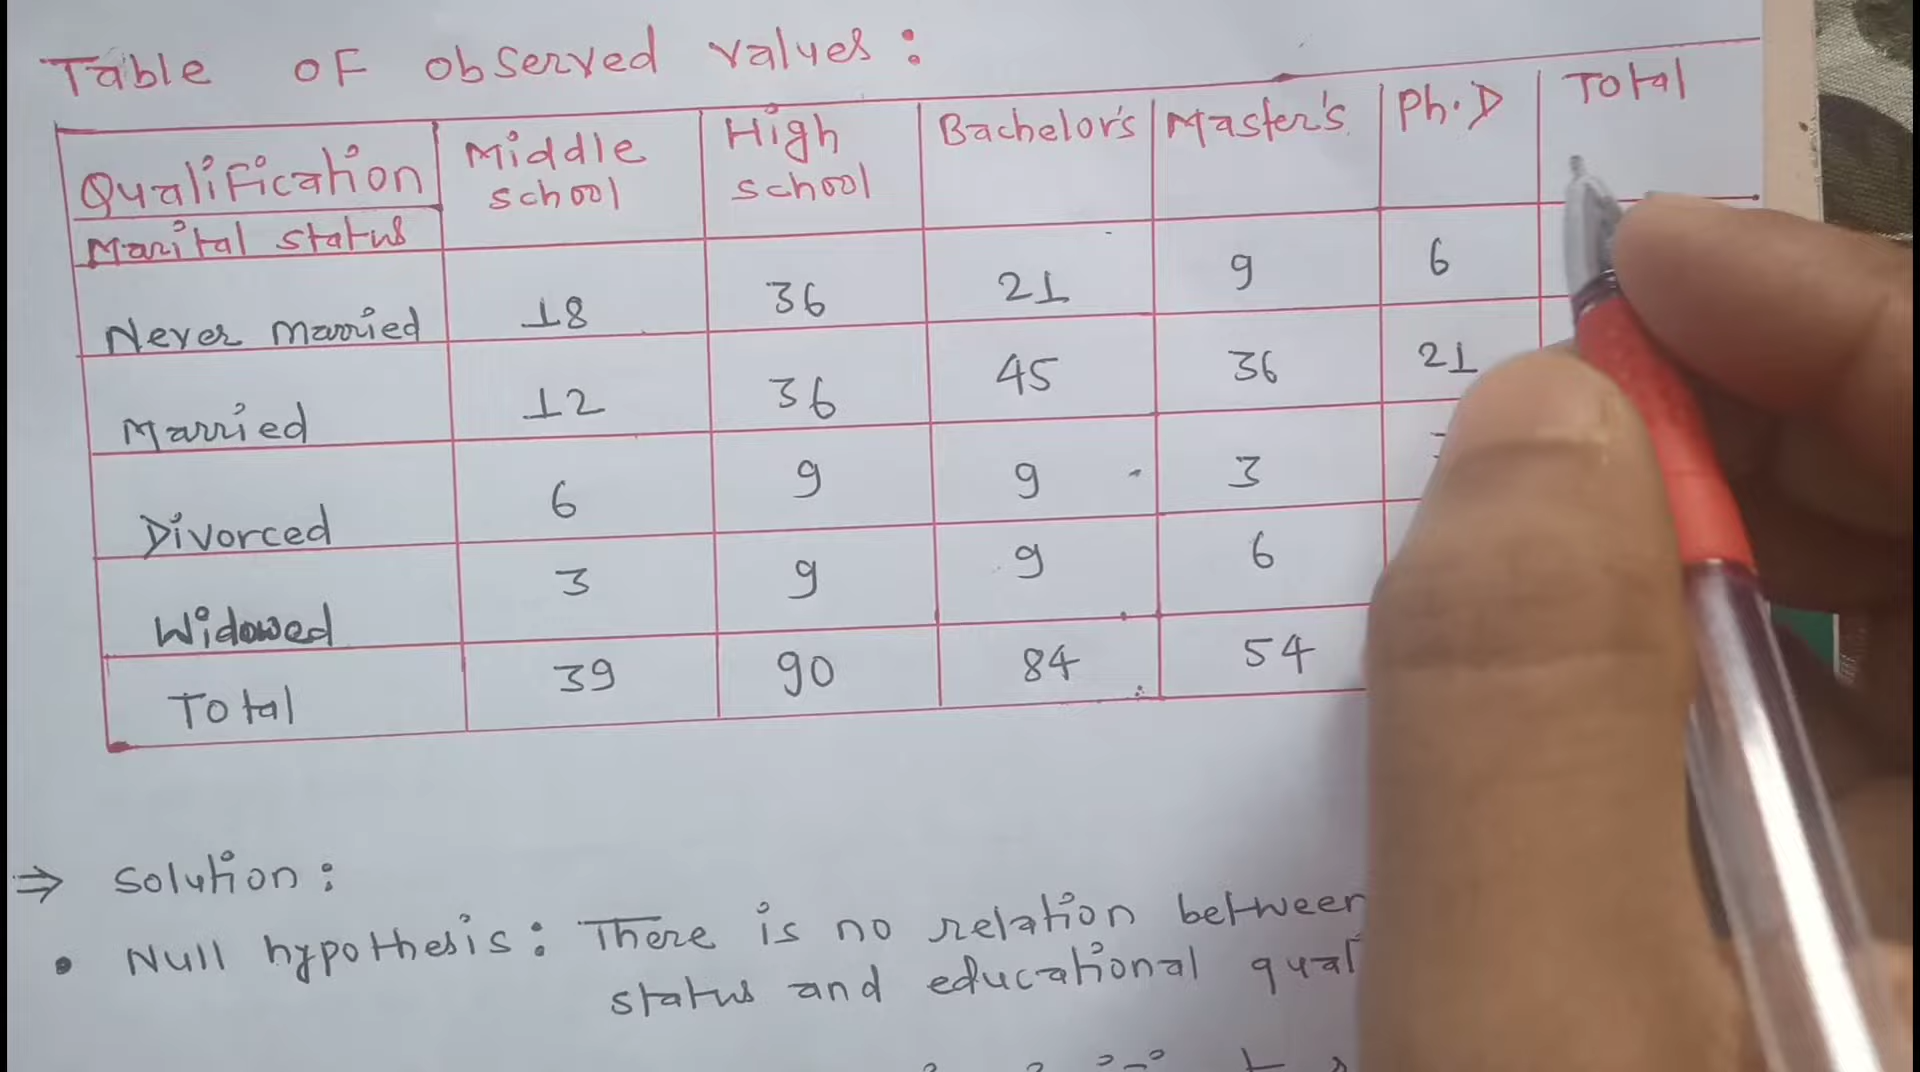 Table of observed values:
Qualification Middle school High school Bachelor's Master's Ph.D Total
Marital status
Never married 18 36 21 9 6
Married 12 36 45 36 21
Divorced 6 9 9 3
Widowed 3 9 9 6
Total 39 90 84 54
⇒ Solution:
• Null hypothesis: There is no relation between
status and educational